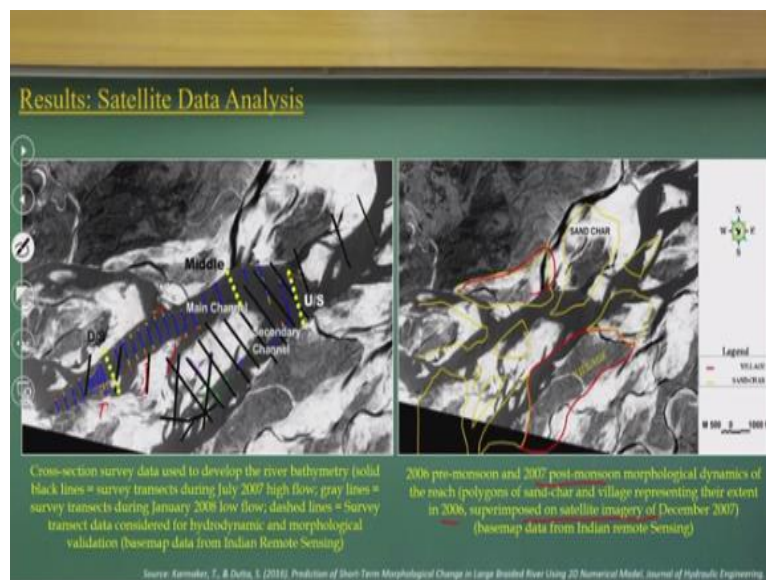 Results: Satellite Data Analysis
Middle
Main Channel
U/S
Secondary
Channel
D/S
SAND CHAR
VILLAGE
N
W
E
S
Legend
VILLAGE
SAND CHAR
M 500 0 1000
Cross-section survey data used to develop the river bathymetry (solid
black lines = survey transects during July 2007 high flow; gray lines =
survey transects during January 2008 low flow; dashed lines = Survey
transect data considered for hydrodynamic and morphological
validation (basemap data from Indian Remote Sensing)
2006 pre-monsoon and 2007 post-monsoon morphological dynamics of
the reach (polygons of sand-char and village representing their extent
in 2006, superimposed on satellite imagery of December 2007)
(basemap data from Indian remote Sensing)
Source: Karmaker, T., & Dutta, S. (2016). Prediction of Short-Term Morphological Change in Large Braided River Using 2D Numerical Model. Journal of Hydraulic Engineering.